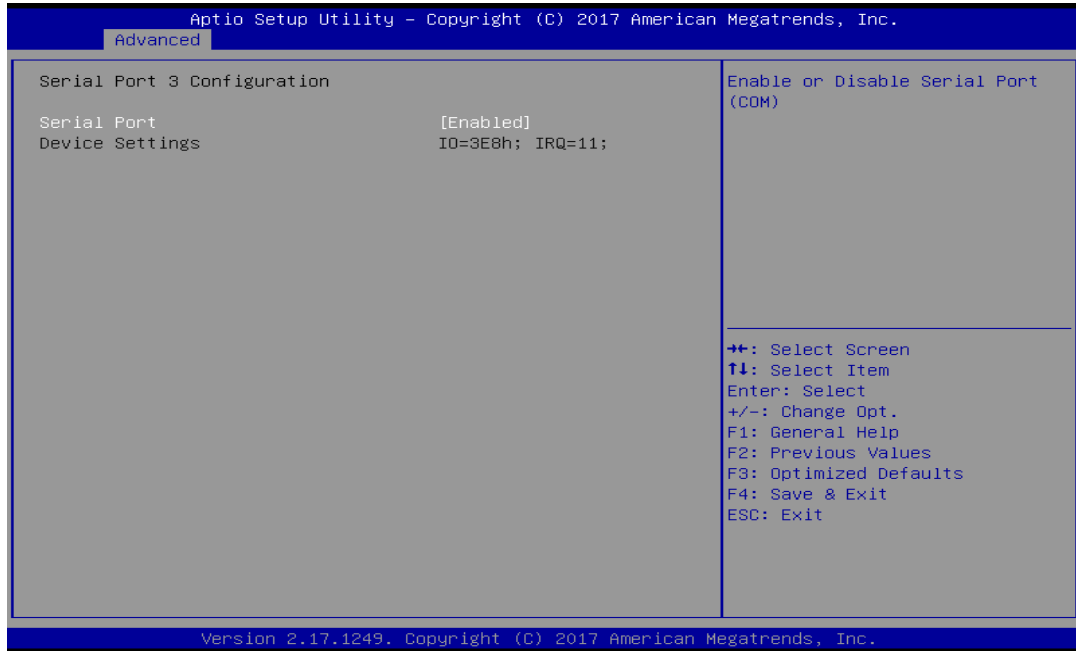 Aptio Setup Utility – Copyright (C) 2017 American Megatrends, Inc.
Advanced
Serial Port 3 Configuration
Serial Port [Enabled]
Device Settings IO=3E8h; IRQ=11;
Enable or Disable Serial Port
(COM)
→←: Select Screen
↑↓: Select Item
Enter: Select
+/-: Change Opt.
F1: General Help
F2: Previous Values
F3: Optimized Defaults
F4: Save & Exit
ESC: Exit
Version 2.17.1249. Copyright (C) 2017 American Megatrends, Inc.